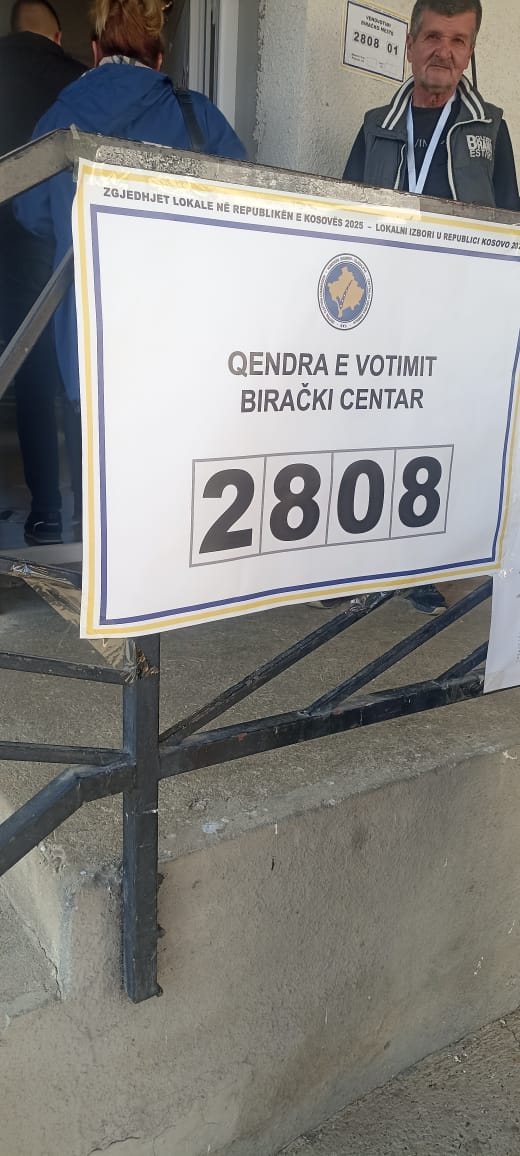 VENDVOTIMI
BIRAČKO MESTO
2808 01
BRAND
ZGJEDHJET LOKALE NË REPUBLIKËN E KOSOVËS 2025 - LOKALNI IZBORI U REPUBLICI KOSOVO
QENDRA E VOTIMIT
BIRAČKI CENTAR
2808